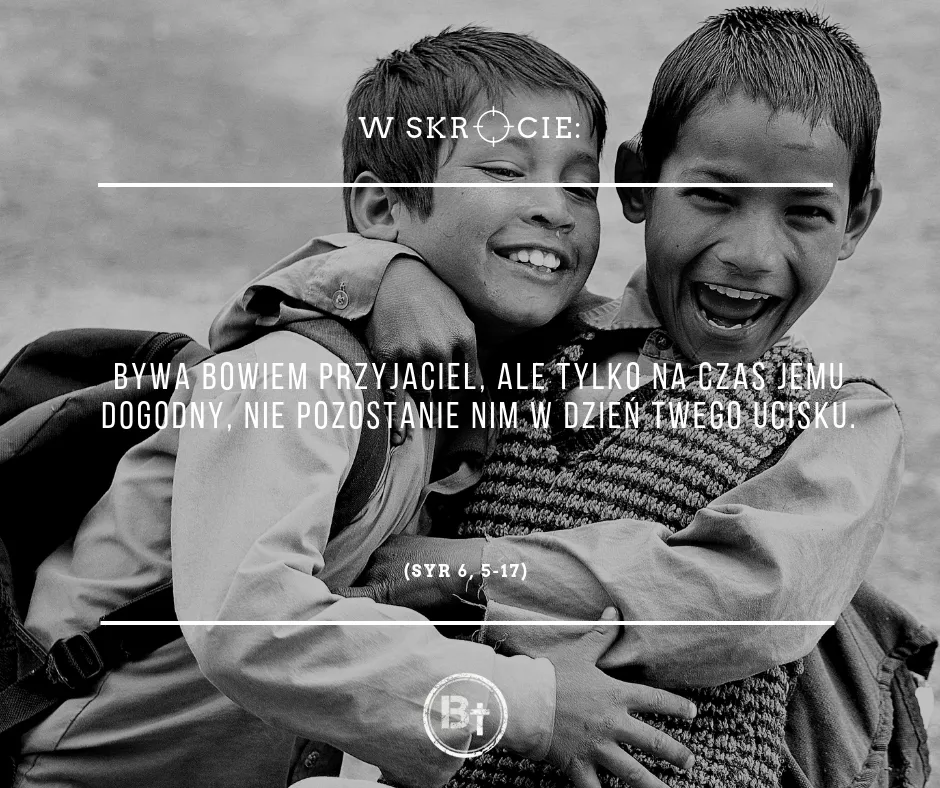 W SKRÓCIE:
BYWA BOWIEM PRZYJACIEL, ALE TYLKO NA CZAS JEMU
DOGODNY, NIE POZOSTANIE NIM W DZIEŃ TWEGO UCISKU.
(SYR 6, 5-17)
Bt